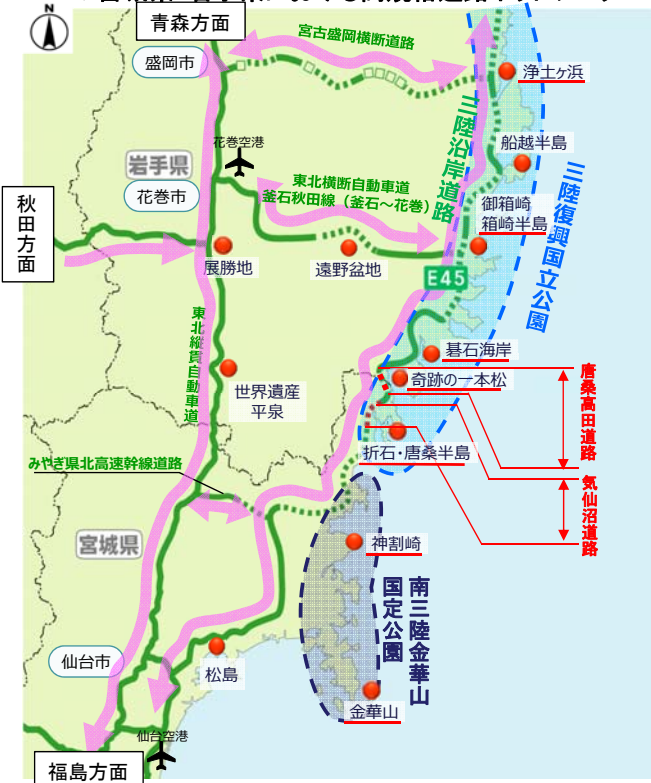 N
青森方面
宮古盛岡横断道路
盛岡市
浄土ヶ浜
三陸沿岸道路
船越半島
花巻空港
岩手県
東北横断自動車道
釜石秋田線（釜石～花巻）
花巻市
三陸復興国立公園
御箱崎
箱崎半島
秋田方面
展勝地
遠野盆地
E45
碁石海岸
東北縦貫自動車道
奇跡の一本松
唐桑高田道路
世界遺産
平泉
折石・唐桑半島
みやぎ県北高速幹線道路
気仙沼道路
宮城県
神割崎
南三陸金華山
国定公園
仙台市
松島
金華山
仙台空港
福島方面